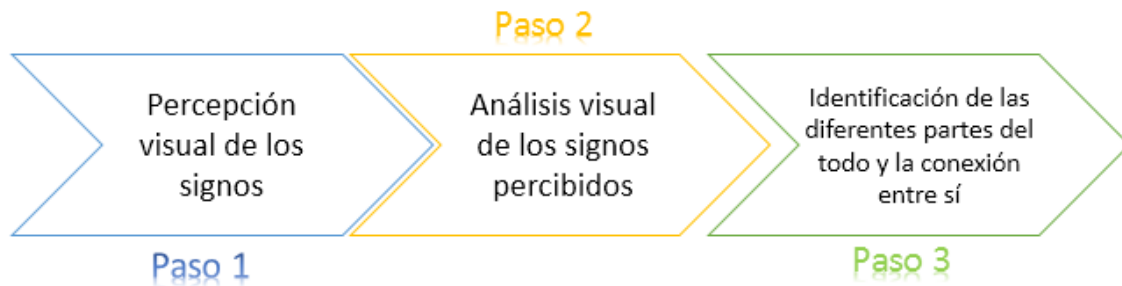 Paso 2
Percepción
visual de los
signos
Análisis visual
de los signos
percibidos
Identificación de las
diferentes partes del
todo y la conexión
entre sí
Paso 1
Paso 3